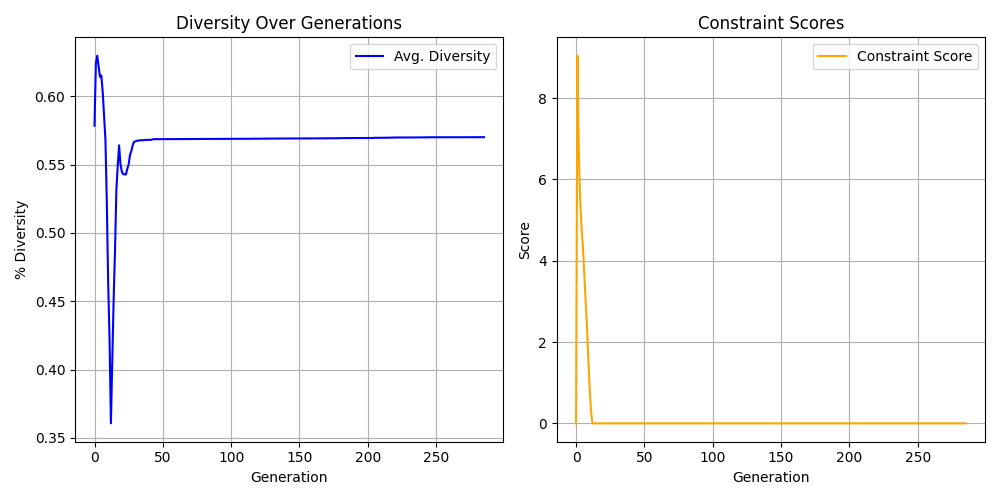 Diversity Over Generations
Avg. Diversity
% Diversity
0.60
0.55
0.50
0.45
0.40
0.35
0 50 100 150 200 250
Generation
Constraint Scores
Constraint Score
Score
8
6
4
2
0
0 50 100 150 200 250
Generation